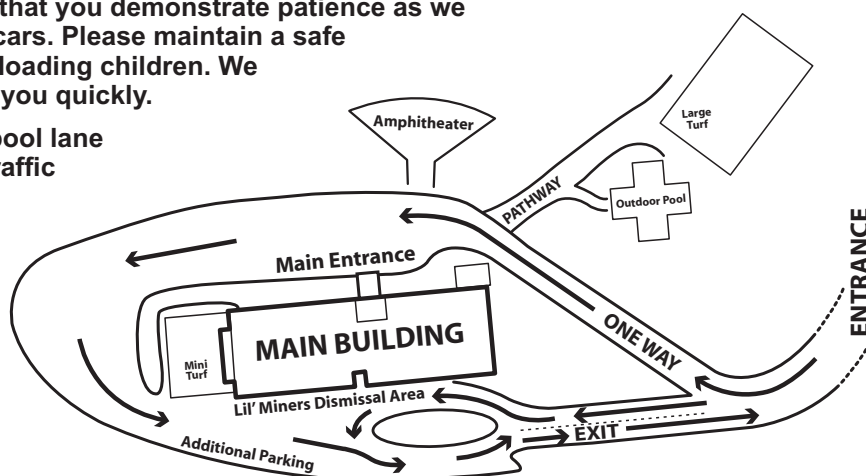 that you demonstrate patience as we
cars. Please maintain a safe
loading children. We
you quickly.
pool lane
affic
Amphitheater
Large
Turf
PATHWAY
Outdoor Pool
ENTRANCE
Main Entrance
MAIN BUILDING
ONE WAY
Mini
Turf
Lil' Miners Dismissal Area
EXIT
Additional Parking